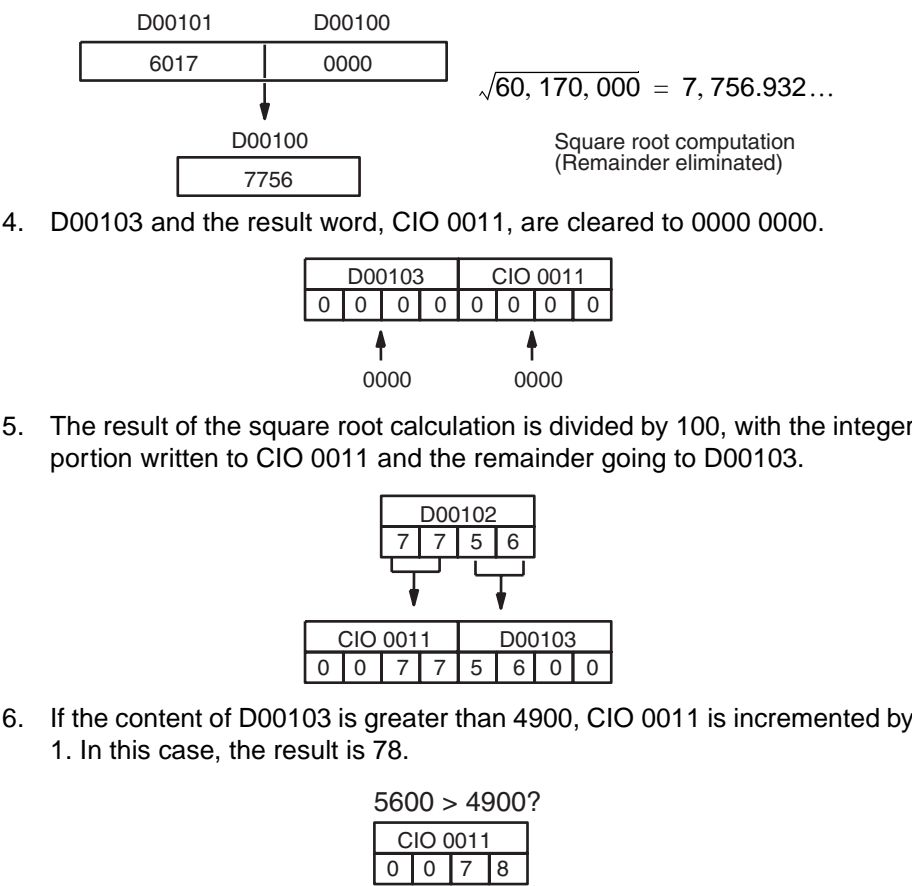 D00101 D00100
6017 0000
√60, 170, 000 = 7, 756.932…
D00100
7756
Square root computation
(Remainder eliminated)
4. D00103 and the result word, CIO 0011, are cleared to 0000 0000.
D00103 CIO 0011
0 0 0 0 0 0 0 0
0000 0000
5. The result of the square root calculation is divided by 100, with the integer
portion written to CIO 0011 and the remainder going to D00103.
D00102
7 7 5 6
CIO 0011 D00103
0 0 7 7 5 6 0 0
6. If the content of D00103 is greater than 4900, CIO 0011 is incremented by
1. In this case, the result is 78.
5600 > 4900?
CIO 0011
0 0 7 8